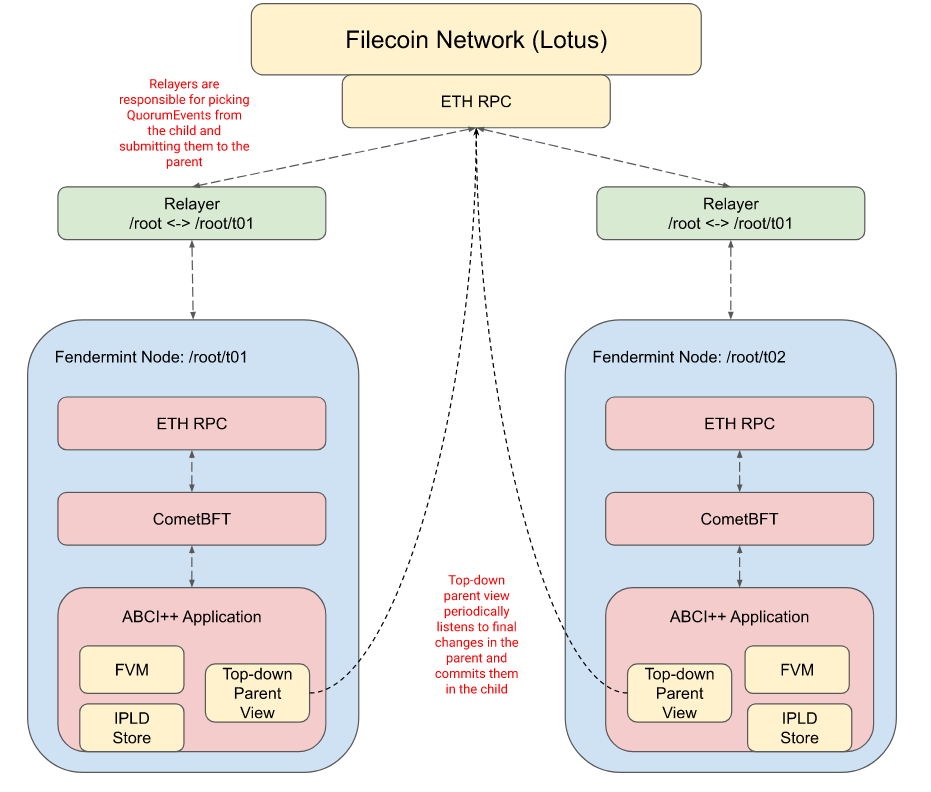 Filecoin Network (Lotus)
ETH RPC
Relayers are
responsible for picking
QuorumEvents from
the child and
submitting them to the
parent
Relayer
/root <-> /root/t01
Relayer
/root <-> /root/t01
Fendermint Node: /root/t01
ETH RPC
CometBFT
ABCI++ Application
FVM
IPLD
Store
Top-down
Parent
View
Top-down
parent view
periodically
listens to final
changes in the
parent and
commits them
in the child
Fendermint Node: /root/t02
ETH RPC
CometBFT
ABCI++ Application
Top-down
Parent
View
FVM
IPLD
Store